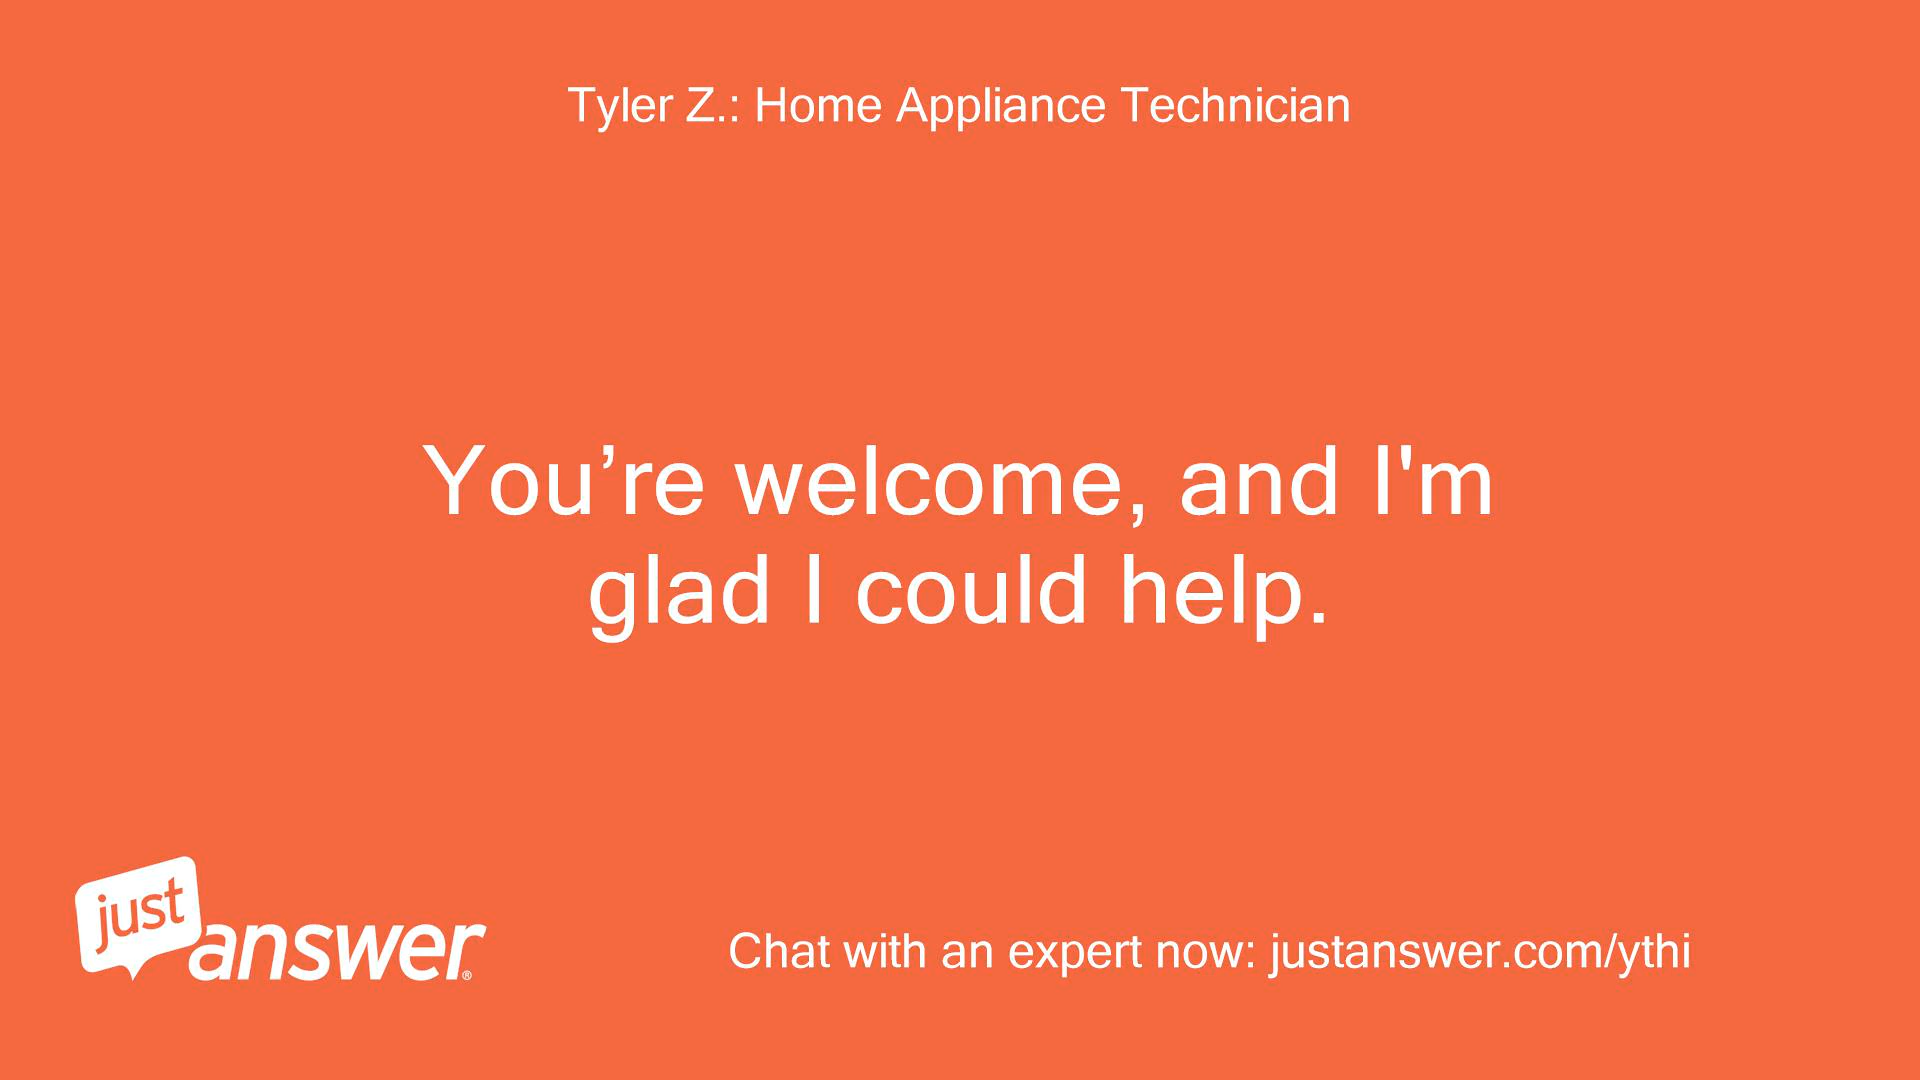 Tyler Z.: Home Appliance Technician
You’re welcome, and I'm
glad I could help.
just
answer®
Chat with an expert now: justanswer.com/ythi